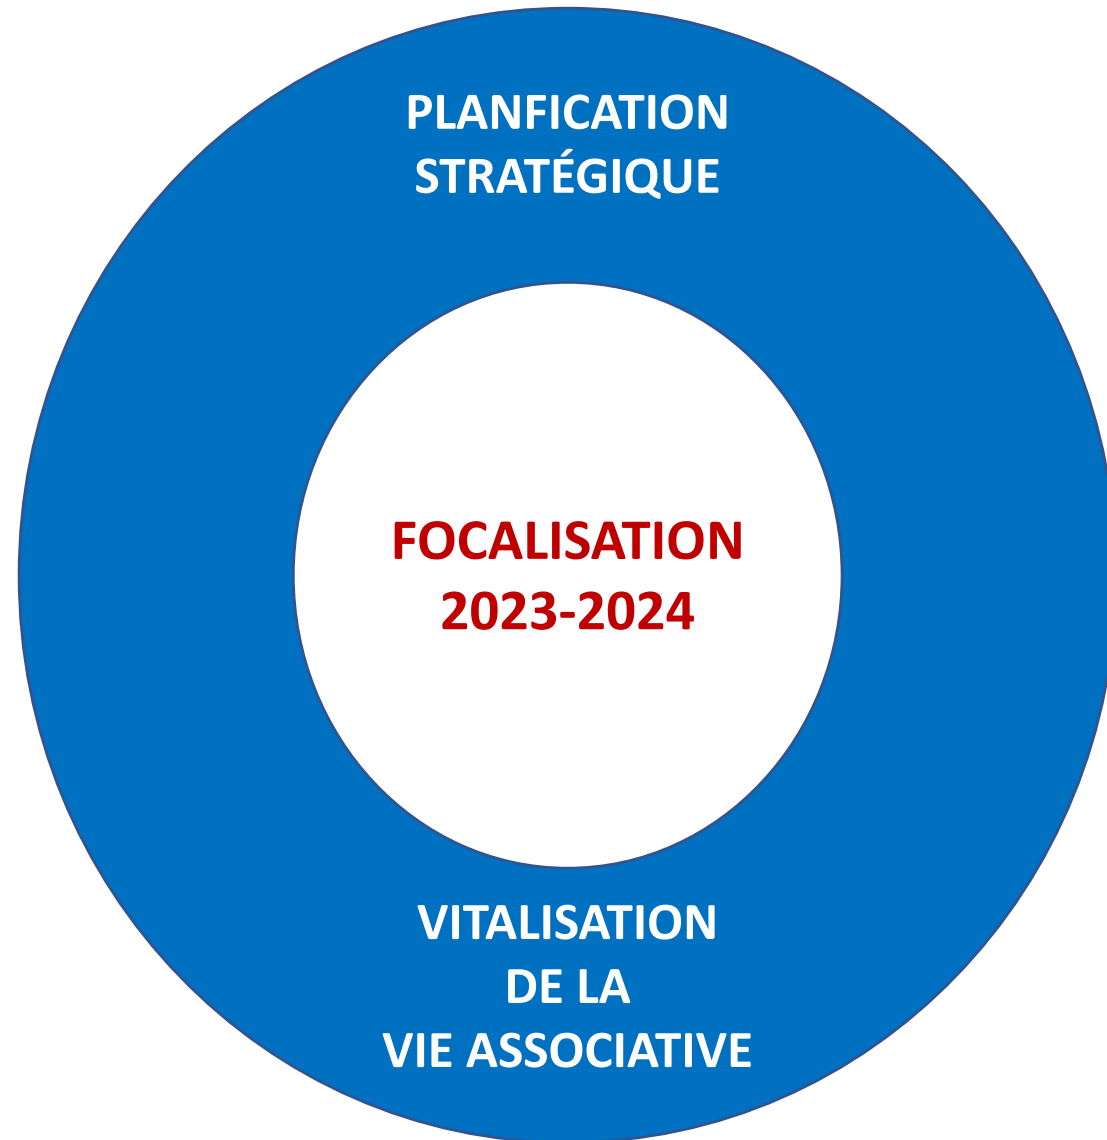 PLANFICATION
STRATÉGIQUE
FOCALISATION
2023-2024
VITALISATION
DE LA
VIE ASSOCIATIVE